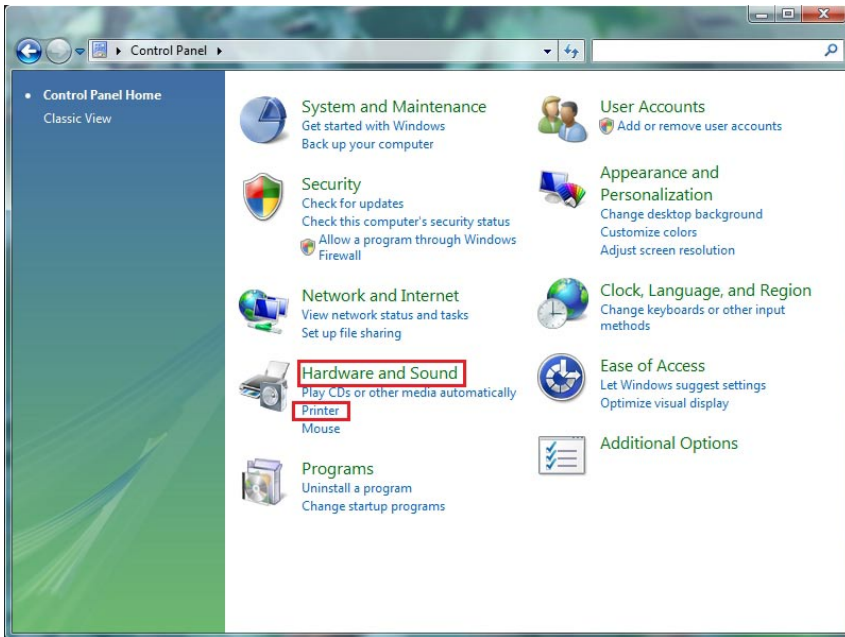 Control Panel
Control Panel Home
Classic View
System and Maintenance
Get started with Windows
Back up your computer
Security
Check for updates
Check this computer's security status
Allow a program through Windows
Firewall
Network and Internet
View network status and tasks
Set up file sharing
Hardware and Sound
Play CDs or other media automatically
Printer
Mouse
Programs
Uninstall a program
Change startup programs
User Accounts
Add or remove user accounts
Appearance and
Personalization
Change desktop background
Customize colors
Adjust screen resolution
Clock, Language, and Region
Change keyboards or other input
methods
Ease of Access
Let Windows suggest settings
Optimize visual display
Additional Options